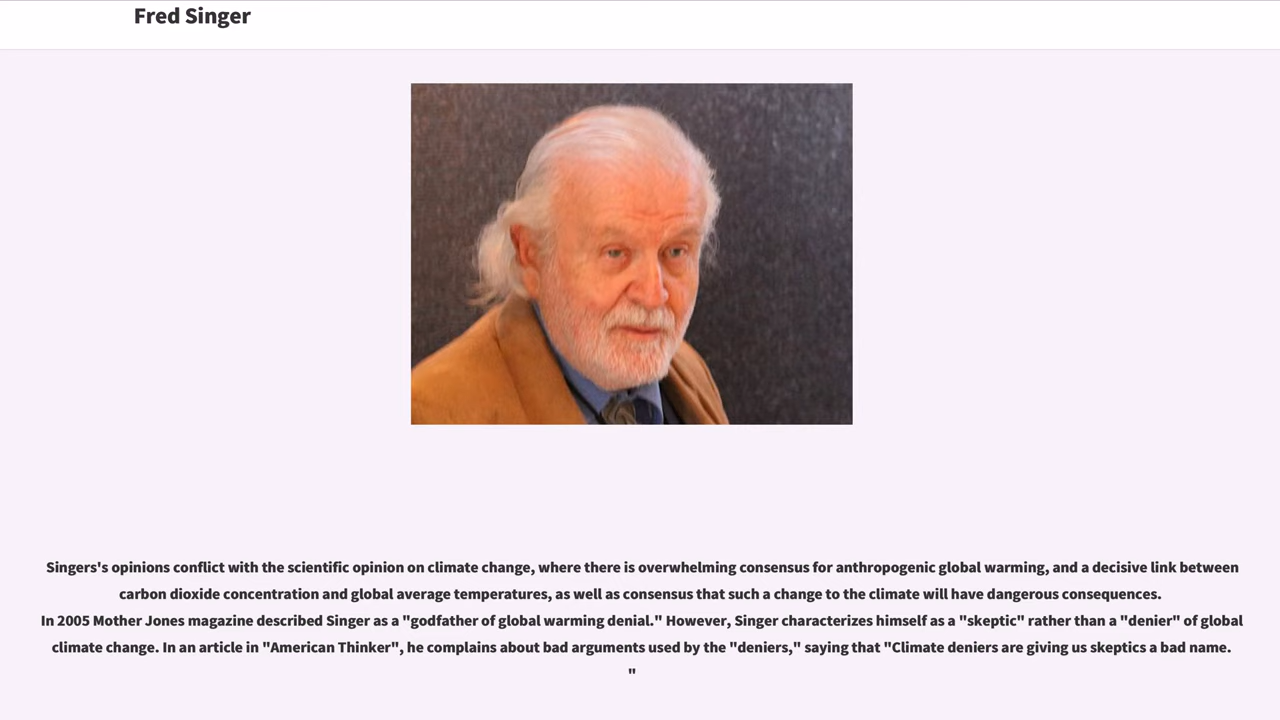 Fred Singer
Singers's opinions conflict with the scientific opinion on climate change, where there is overwhelming consensus for anthropogenic global warming, and a decisive link between
carbon dioxide concentration and global average temperatures, as well as consensus that such a change to the climate will have dangerous consequences.
In 2005 Mother Jones magazine described Singer as a "godfather of global warming denial." However, Singer characterizes himself as a "skeptic" rather than a "denier" of global
climate change. In an article in "American Thinker", he complains about bad arguments used by the "deniers," saying that "Climate deniers are giving us skeptics a bad name.
"